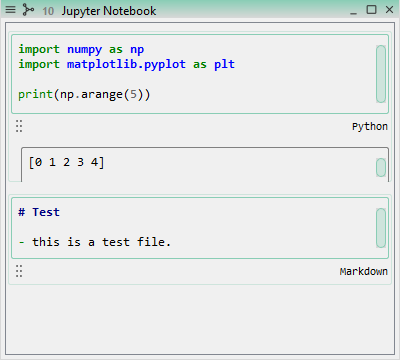 10 Jupyter Notebook
import numpy as np
import matplotlib.pyplot as plt
print(np.arange(5))
Python
[0 1 2 3 4]
# Test
- this is a test file.
Markdown